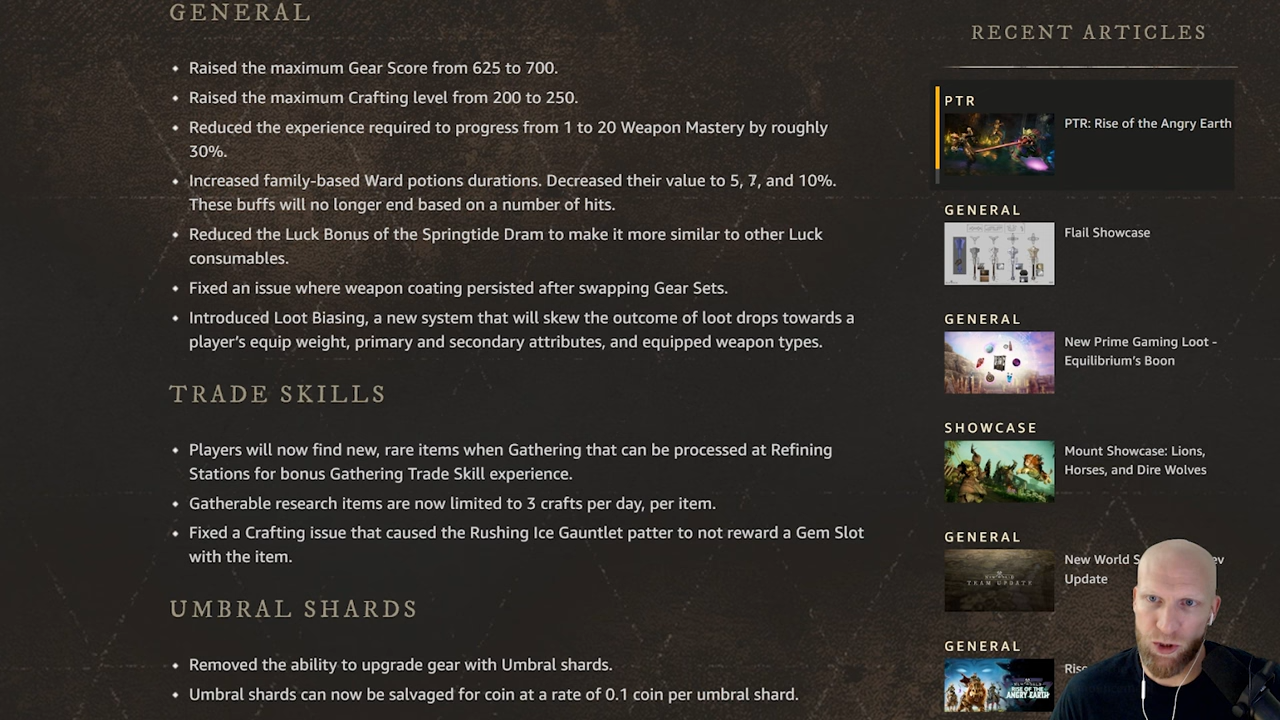 GENERAL
Raised the maximum Gear Score from 625 to 700.
Raised the maximum Crafting level from 200 to 250.
Reduced the experience required to progress from 1 to 20 Weapon Mastery by roughly
30%.
Increased family-based Ward potions durations. Decreased their value to 5, 7, and 10%.
These buffs will no longer end based on a number of hits.
Reduced the Luck Bonus of the Springtide Dram to make it more similar to other Luck
consumables.
Fixed an issue where weapon coating persisted after swapping Gear Sets.
Introduced Loot Biasing, a new system that will skew the outcome of loot drops towards a
player's equip weight, primary and secondary attributes, and equipped weapon types.
TRADE SKILLS
Players will now find new, rare items when Gathering that can be processed at Refining
Stations for bonus Gathering Trade Skill experience.
Gatherable research items are now limited to 3 crafts per day, per item.
Fixed a Crafting issue that caused the Rushing Ice Gauntlet patter to not reward a Gem Slot
with the item.
UMBRAL SHARDS
Removed the ability to upgrade gear with Umbral shards.
Umbral shards can now be salvaged for coin at a rate of 0.1 coin per umbral shard.
RECENT ARTICLES
PTR
PTR: Rise of the Angry Earth
GENERAL
Flail Showcase
GENERAL
New Prime Gaming Loot -
Equilibrium's Boon
SHOWCASE
Mount Showcase: Lions,
Horses, and Dire Wolves
GENERAL
New World
Update
TEAM UPDATE
GENERAL
RISE OF THE
ANGRY EARTH